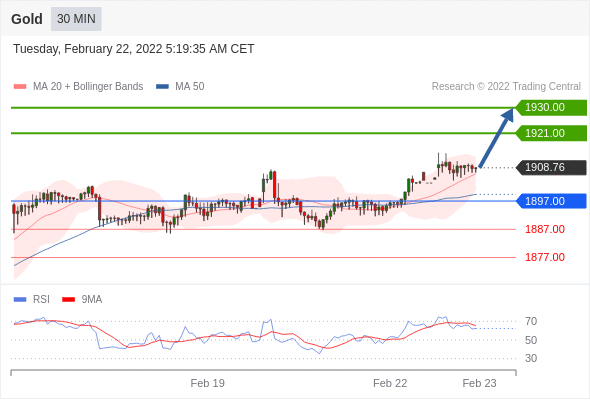 Gold 30 MIN
Tuesday, February 22, 2022 5:19:35 AM CET
MA 20 + Bollinger Bands MA 50 Research © 2022 Trading Central
1930.00
1921.00
1908.76
1897.00
1887.00
1877.00
RSI 9MA
70
50
30
Feb 19 Feb 22 Feb 23